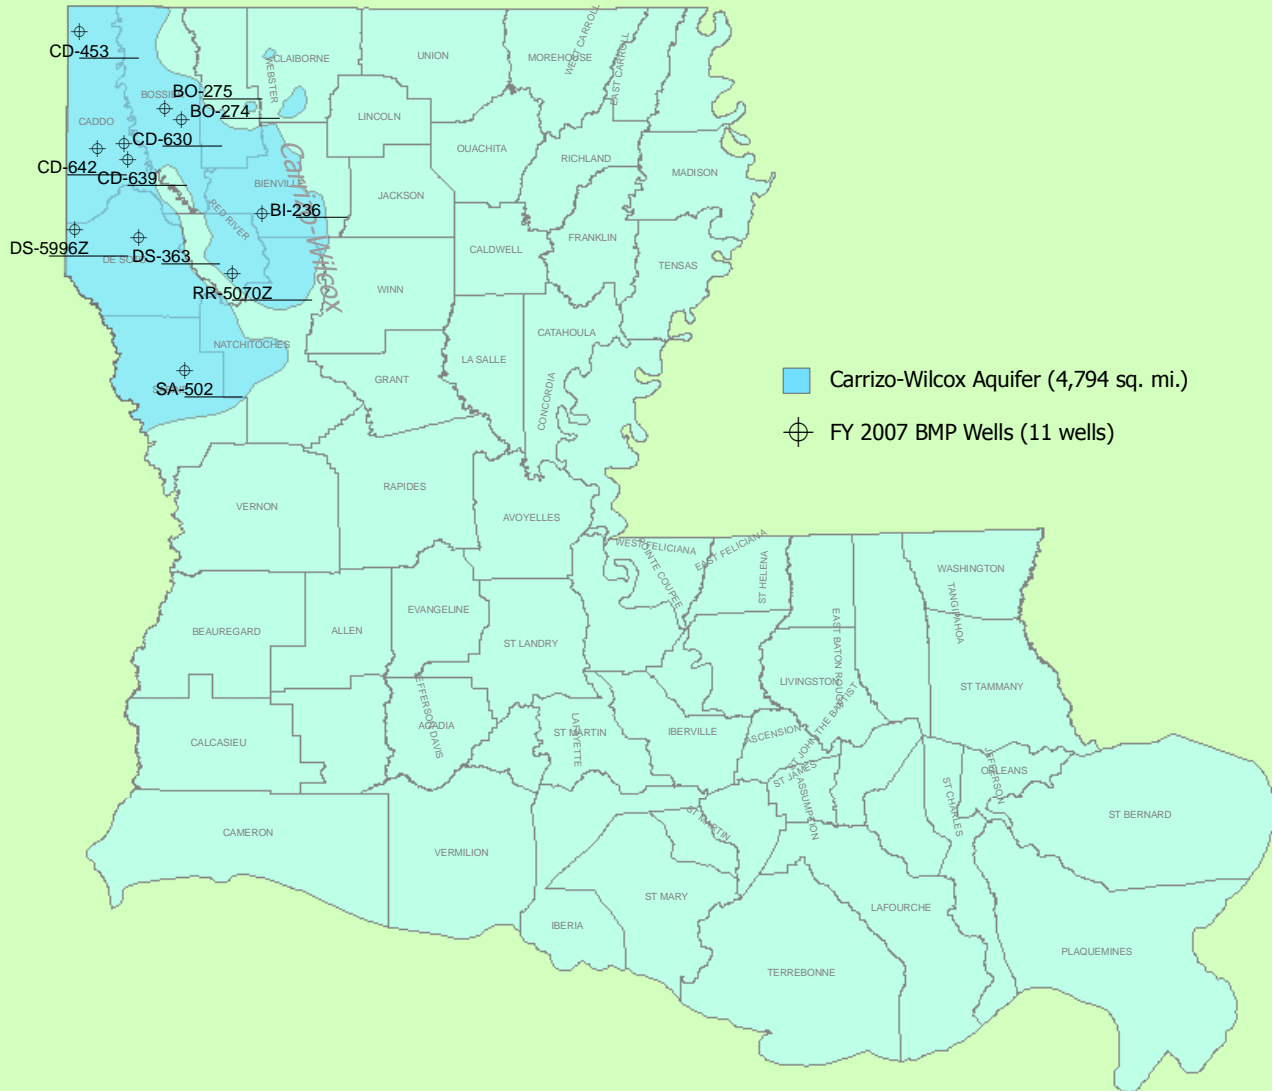 CD-453
CLAIBORNE
UNION
MOREHOUSE
WEST CARROLL
EAST CARROLL
WEBSTER
BOSSIER
BO-275
BO-274
CADDO
LINCOLN
CD-630
OUACHITA
RICHLAND
MADISON
CD-642
CD-639
BIENVILLE
Carrizo-Wilcox
JACKSON
RED RIVER
BI-236
FRANKLIN
CALDWELL
TENSAS
DS-5996Z
DE SOTO
DS-363
RR-5070Z
WINN
CATAHOULA
NATCHITOCHES
LA SALLE
GRANT
CONCORDIA
SA-502
Carrizo-Wilcox Aquifer (4,794 sq. mi.)
FY 2007 BMP Wells (11 wells)
RAPIDES
VERNON
AVOYELLES
WEST FELICIANA
POINTE COUPEE
EAST FELICIANA
ST HELENA
WASHINGTON
TANGIPAHOA
EVANGELINE
BEAUREGARD
ALLEN
ST LANDRY
EAST BATON ROUGE
LIVINGSTON
ST TAMMANY
JEFFERSON DAVIS
ACADIA
LAFAYETTE
ST MARTIN
IBERVILLE
ASCENSION
ST JOHN THE BAPTIST
CALCASIEU
ST JAMES
ASSUMPTION
ST CHARLES
JEFFERSON
ORLEANS
ST BERNARD
CAMERON
VERMILION
ST MARTIN
ST MARY
IBERIA
LAFOURCHE
PLAQUEMINES
TERREBONNE